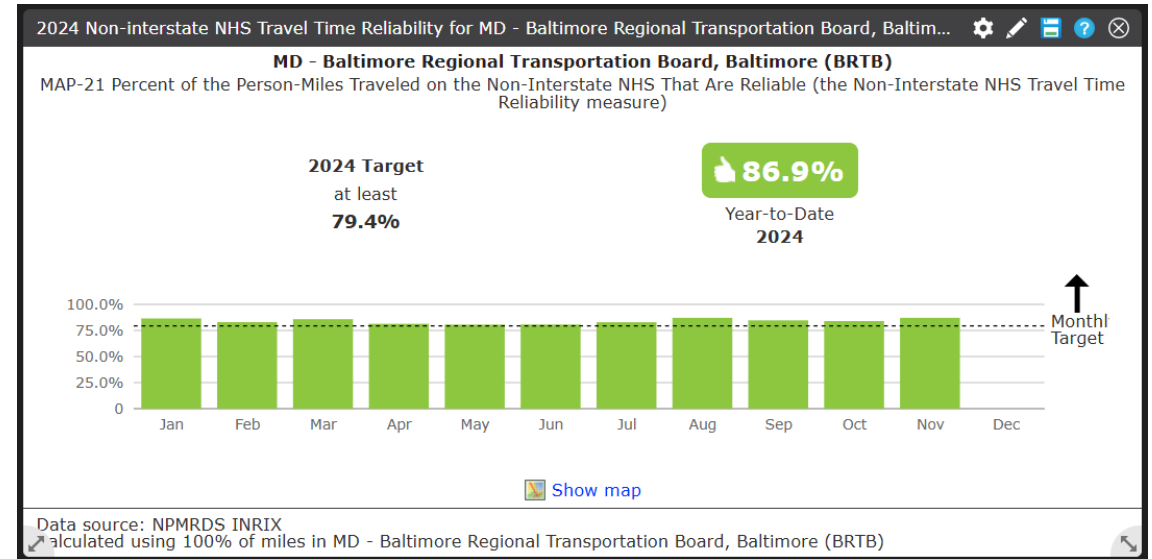 2024 Non-interstate NHS Travel Time Reliability for MD - Baltimore Regional Transportation Board, Baltim...
MD - Baltimore Regional Transportation Board, Baltimore (BRTB)
MAP-21 Percent of the Person-Miles Traveled on the Non-Interstate NHS That Are Reliable (the Non-Interstate NHS Travel Time
Reliability measure)
2024 Target
at least
79.4%
86.9%
Year-to-Date
2024
100.0%
75.0%
50.0%
25.0%
0
Monthl
Target
Jan Feb Mar Apr May Jun Jul Aug Sep Oct Nov Dec
Show map
Data source: NPMRDS INRIX
alculated using 100% of miles in MD - Baltimore Regional Transportation Board, Baltimore (BRTB)